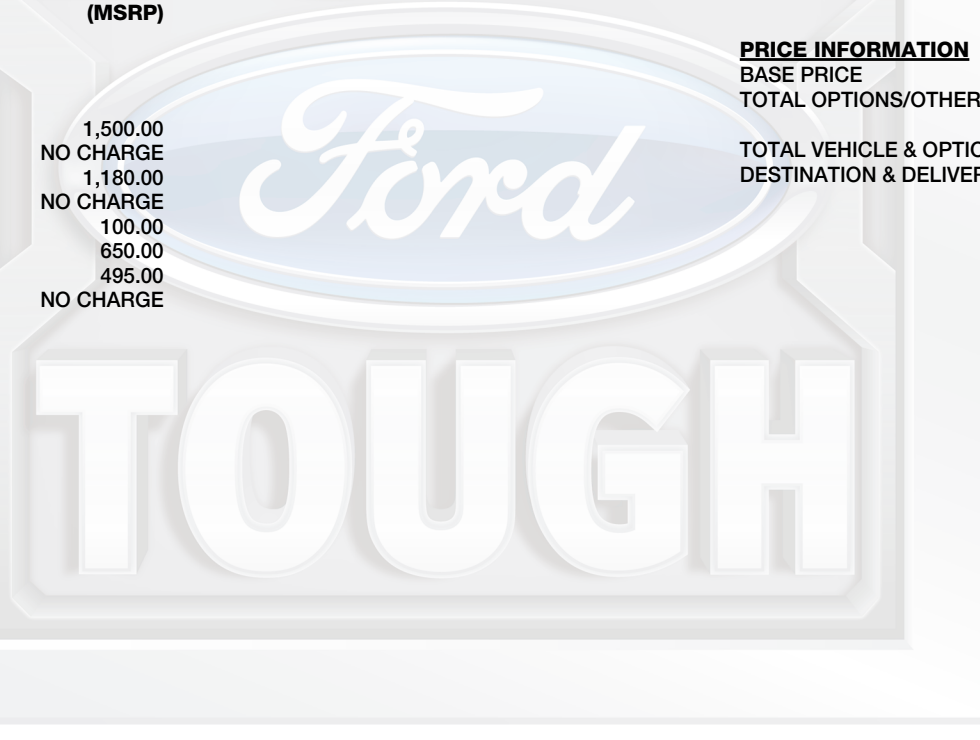 (MSRP)
1,500.00
NO CHARGE
1,180.00
NO CHARGE
100.00
650.00
495.00
NO CHARGE
PRICE INFORMATION
BASE PRICE
TOTAL OPTIONS/OTHER
TOTAL VEHICLE & OPTIO
DESTINATION & DELIVER
Ford
TOUGH